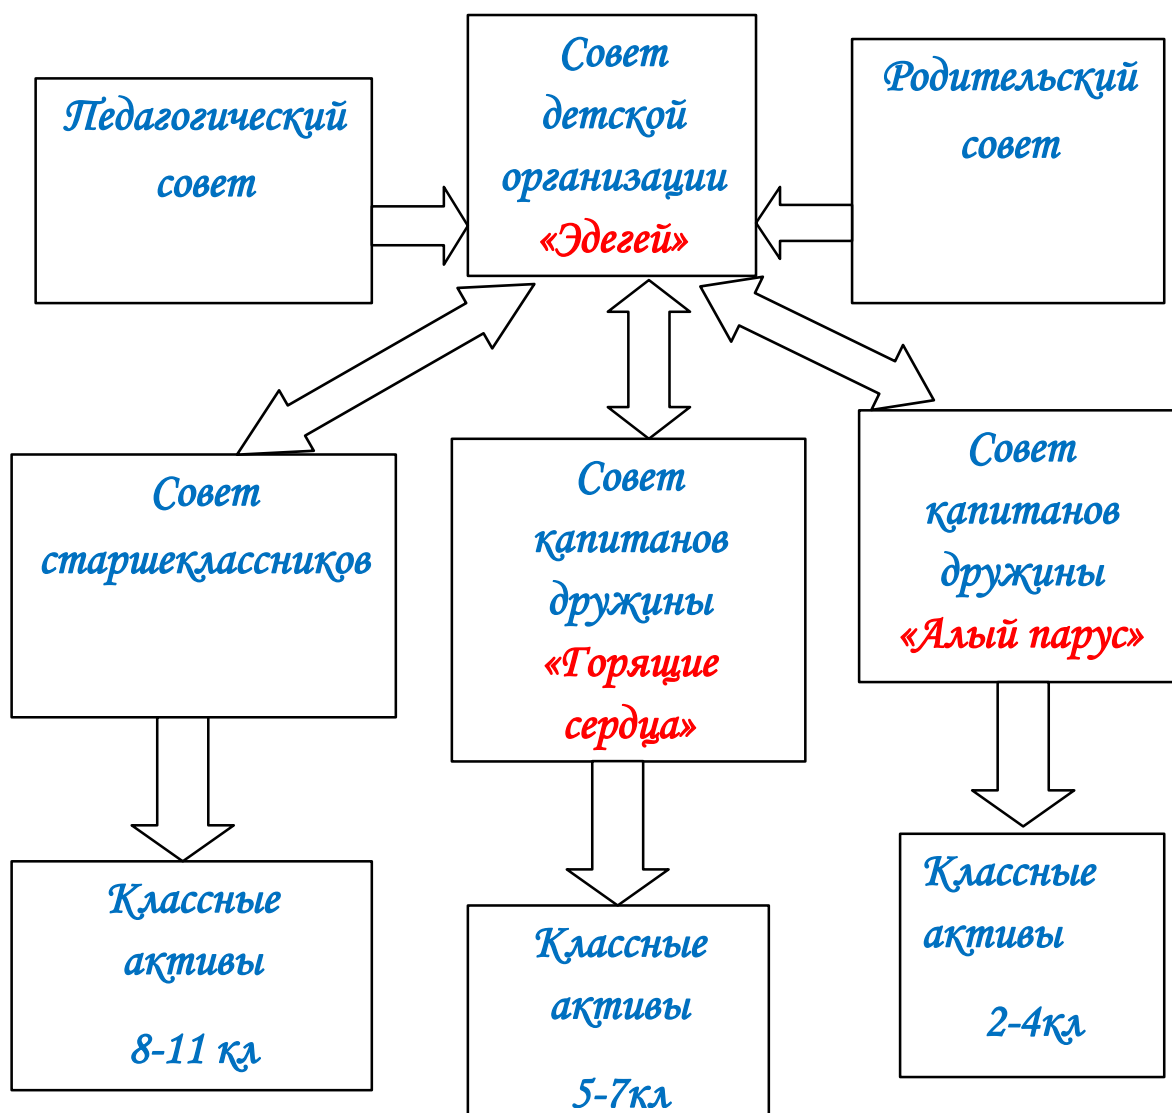 Педагогический
совет
Совет
детской
организации
«Эдегей»
Родительский
совет
Совет
старшеклассников
Совет
капитанов
дружины
«Горящие
сердца»
Совет
капитанов
дружины
«Алый парус»
Классные
активы
8-11 кл
Классные
активы
5-7кл
Классные
активы
2-4кл